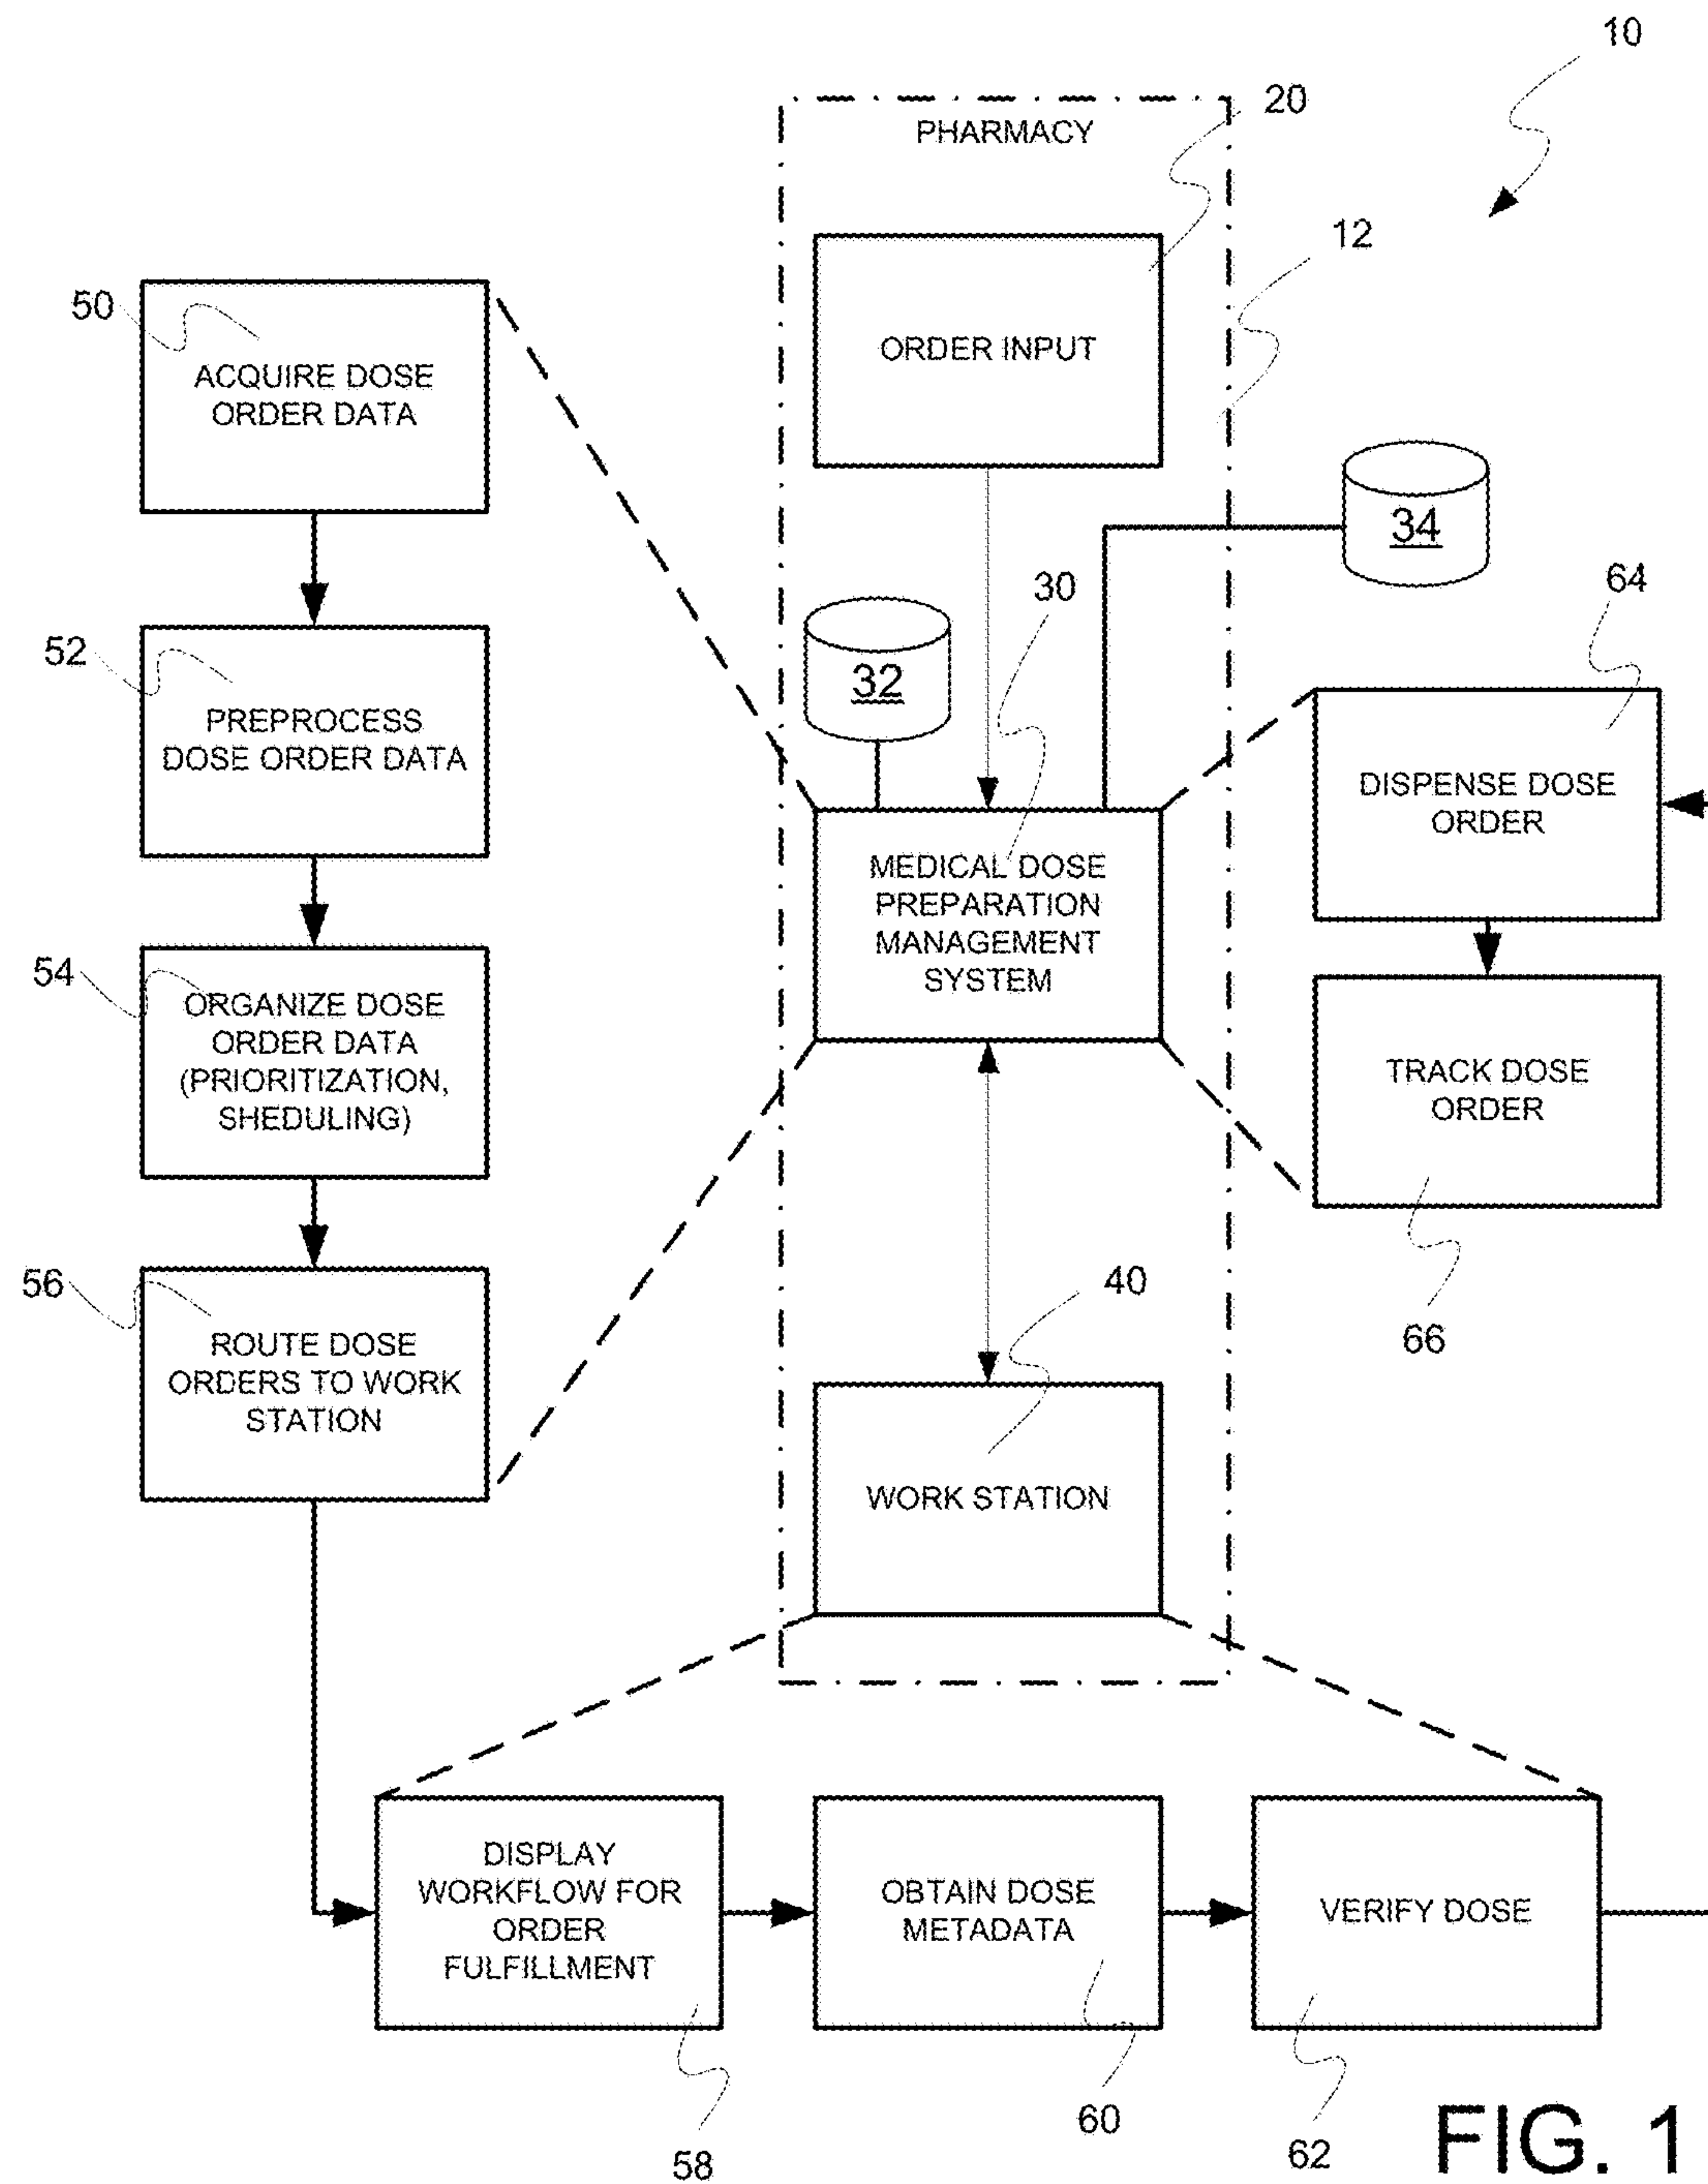 10
20
PHARMACY
12
50
ORDER INPUT
ACQUIRE DOSE
ORDER DATA
34
30
64
52
32
PREPROCESS
DOSE ORDER DATA
DISPENSE DOSE
ORDER
MEDICAL DOSE
PREPARATION
MANAGEMENT
SYSTEM
54
ORGANIZE DOSE
ORDER DATA
(PRIORITIZATION,
SHEDULING)
TRACK DOSE
ORDER
56
40
66
ROUTE DOSE
ORDERS TO WORK
STATION
WORK STATION
DISPLAY
WORKFLOW FOR
ORDER
FULFILLMENT
OBTAIN DOSE
METADATA
VERIFY DOSE
58
60
62
FIG. 1